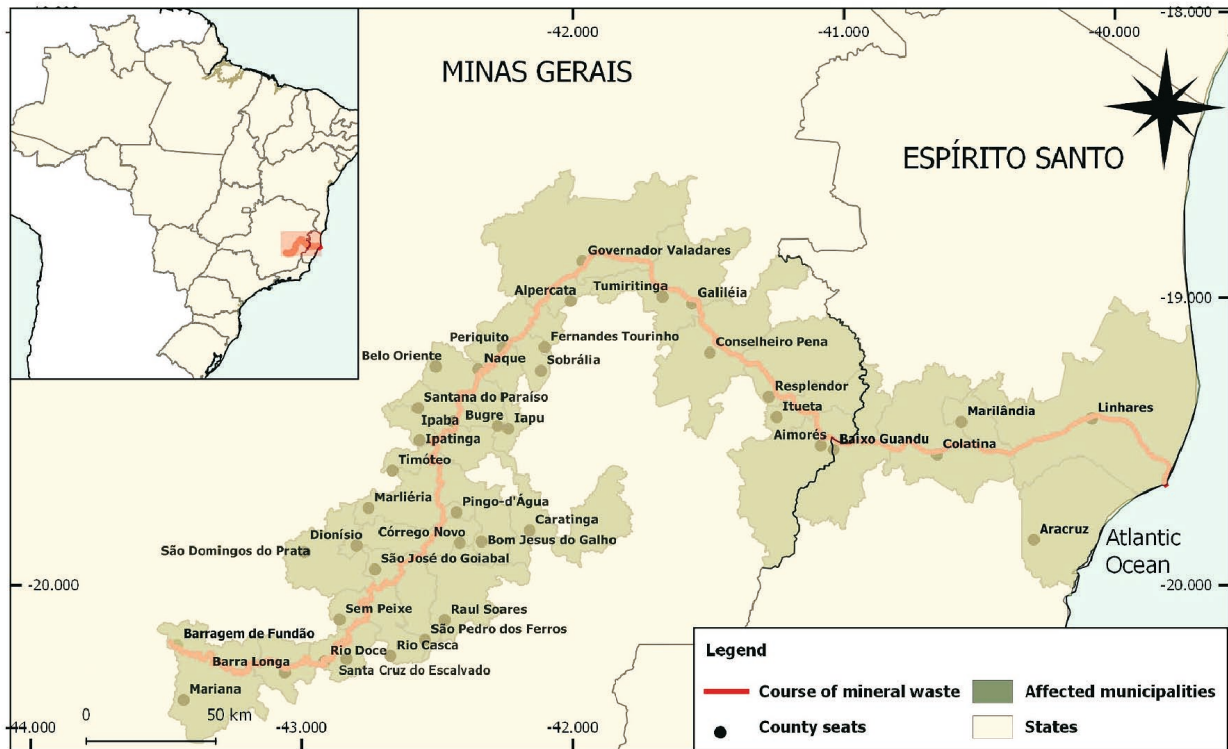 -42.000
-41.000
-40.000
-18.000
MINAS GERAIS
ESPÍRITO SANTO
Governador Valadares
Alpercata
Tumiritinga
Galiléia
-19.000
Periquito
Fernandes Tourinho
Belo Oriente
Naque
Sobrália
Conselheiro Pena
Santana do Paraíso
Resplendor
Ipaba
Bugre
Iapu
Itueta
Marilândia
Linhares
Ipatinga
Aimorés
Baixo Guandu
Colatina
Timóteo
Marliéria
Pingo-d'Água
Caratinga
Dionísio
Córrego Novo
Bom Jesus do Galho
Aracruz
Atlantic
Ocean
São Domingos do Prata
São José do Goiabal
-20.000
-20.000
Sem Peixe
Raul Soares
Barragem de Fundão
São Pedro dos Ferros
Rio Doce
Rio Casca
Barra Longa
Santa Cruz do Escalvado
Mariana
0
50 km
-44.000
-43.000
-42.000
Legend
Course of mineral waste
Affected municipalities
County seats
States